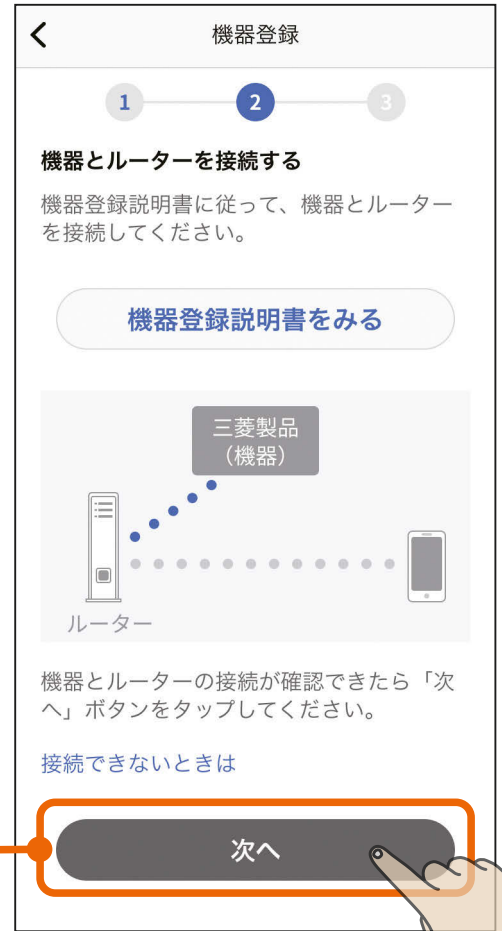 機器登録
1 2 3
機器とルーターを接続する
機器登録説明書に従って、機器とルーター
を接続してください。
機器登録説明書をみる
三菱製品
（機器）
ルーター
機器とルーターの接続が確認できたら「次
へ」ボタンをタップしてください。
接続できないときは
次へ